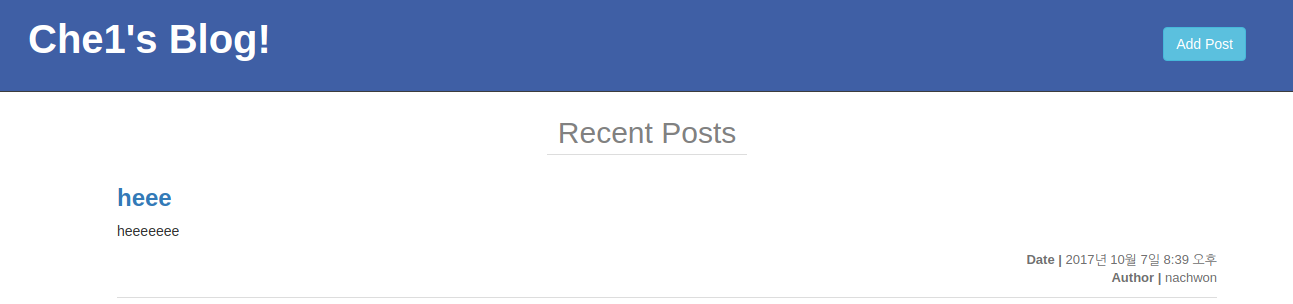 Che1's Blog!
Add Post
Recent Posts
heee
heeeeeee
Date | 2017년 10월 7일 8:39 오후
Author | nachwon